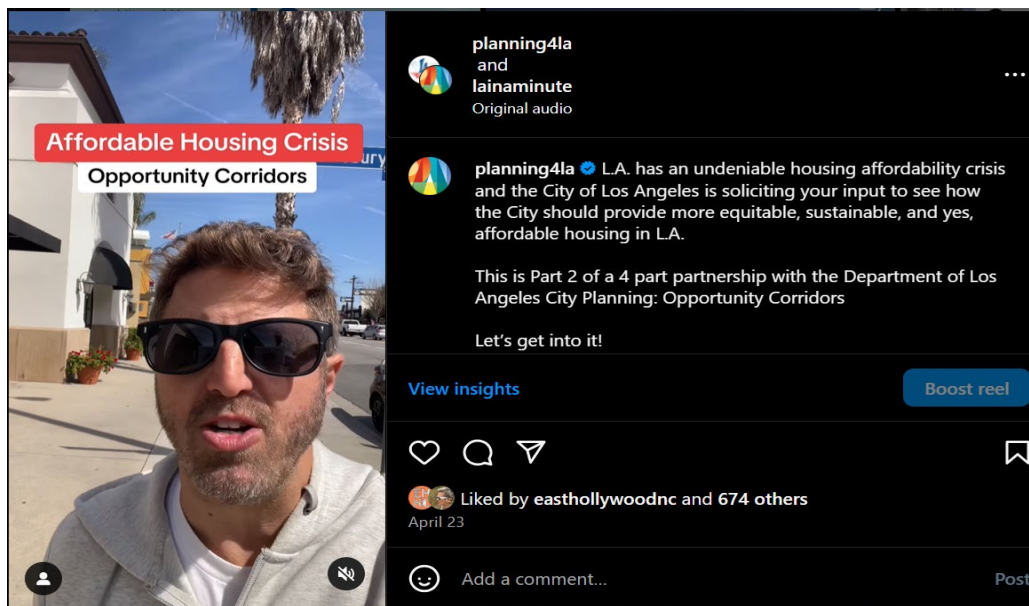 Affordable Housing Crisis
Opportunity Corridors
ury
planning4la
and
lainaminute
Original audio
planning4la L.A. has an undeniable housing affordability crisis
and the City of Los Angeles is soliciting your input to see how
the City should provide more equitable, sustainable, and yes,
affordable housing in L.A.
This is Part 2 of a 4 part partnership with the Department of Los
Angeles City Planning: Opportunity Corridors
Let’s get into it!
View insights
Boost reel
Liked by easthollywoodnc and 674 others
April 23
Add a comment...
Post